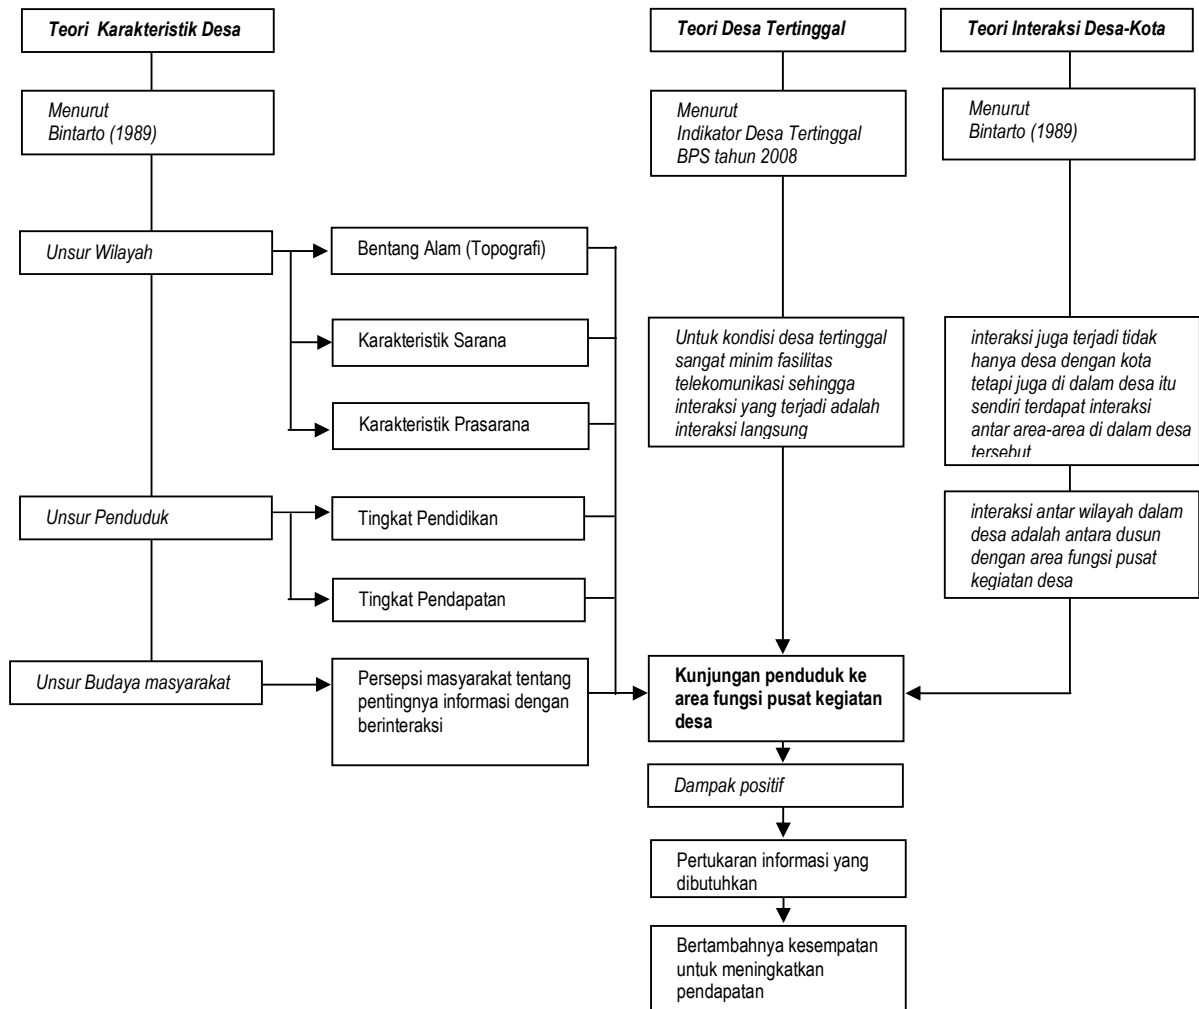 Teori Karakteristik Desa
Menurut
Bintarto (1989)
Unsur Wilayah
Unsur Penduduk
Unsur Budaya masyarakat
Bentang Alam (Topografi)
Karakteristik Sarana
Karakteristik Prasarana
Tingkat Pendidikan
Tingkat Pendapatan
Persepsi masyarakat tentang
pentingnya informasi dengan
berinteraksi
Teori Desa Tertinggal
Menurut
Indikator Desa Tertinggal
BPS tahun 2008
Untuk kondisi desa tertinggal
sangat minim fasilitas
telekomunikasi sehingga
interaksi yang terjadi adalah
interaksi langsung
Teori Interaksi Desa-Kota
Menurut
Bintarto (1989)
interaksi juga terjadi tidak
hanya desa dengan kota
tetapi juga di dalam desa itu
sendiri terdapat interaksi
antar area-area di dalam desa
tersebut
interaksi antar wilayah dalam
desa adalah antara dusun
dengan area fungsi pusat
kegiatan desa
Kunjungan penduduk ke
area fungsi pusat kegiatan
desa
Dampak positif
Pertukaran informasi yang
dibutuhkan
Bertambahnya kesempatan
untuk meningkatkan
pendapatan